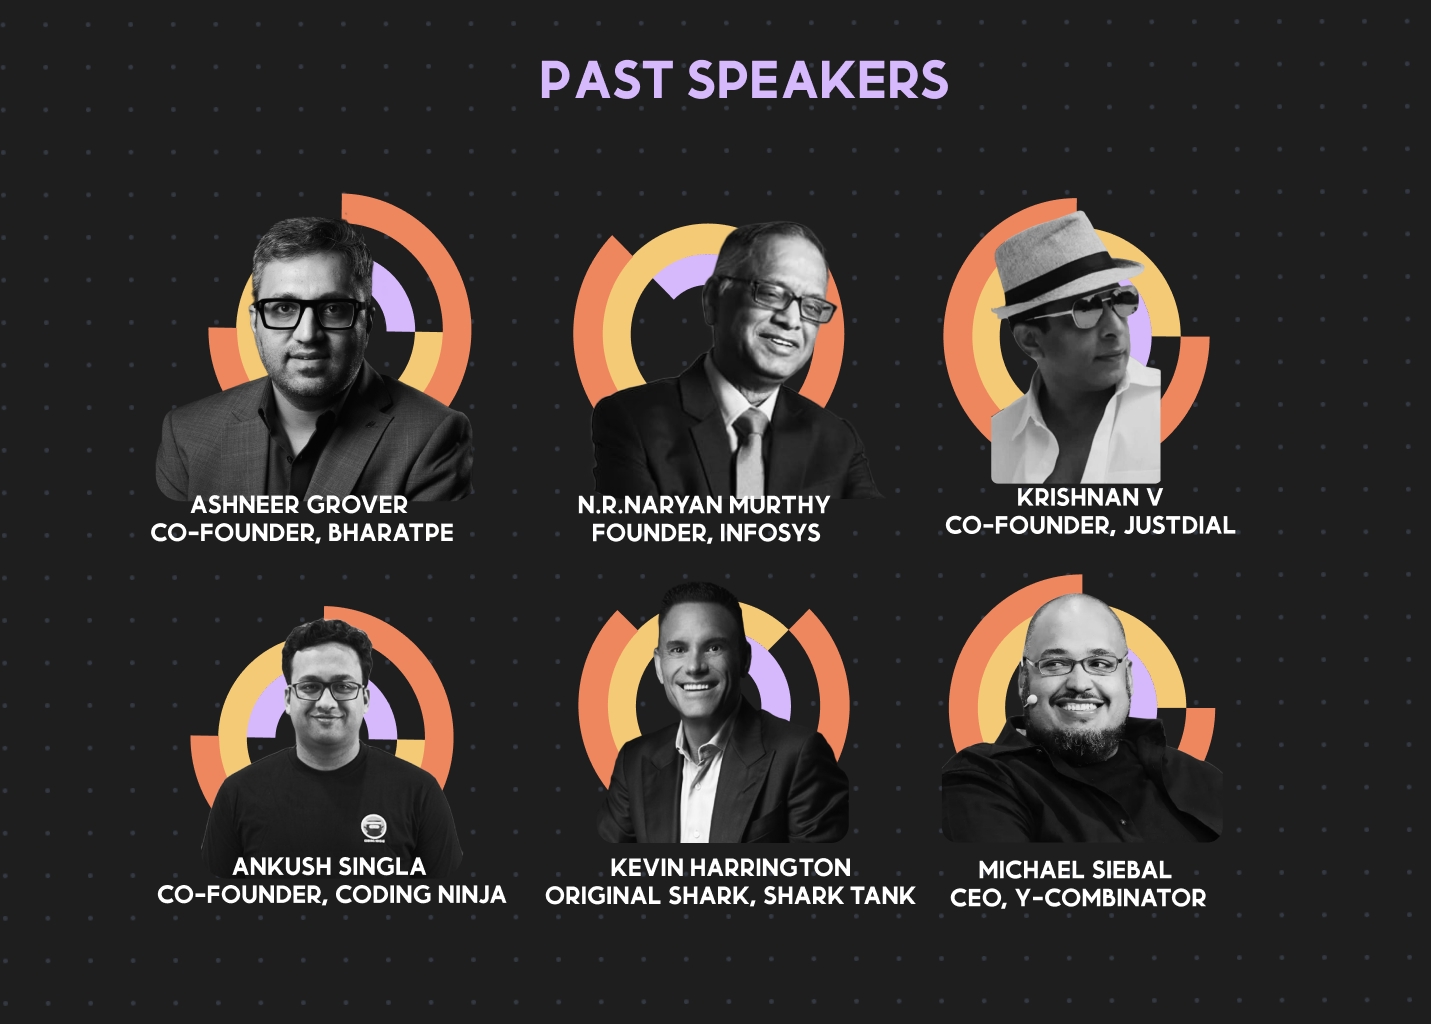 PAST SPEAKERS
ASHNEER GROVER
CO-FOUNDER, BHARATPE
N.R.NARYAN MURTHY
FOUNDER, INFOSYS
KRISHNAN V
CO-FOUNDER, JUSTDIAL
ANKUSH SINGLA
CO-FOUNDER, CODING NINJA
KEVIN HARRINGTON
ORIGINAL SHARK, SHARK TANK
MICHAEL SIEBAL
CEO, Y-COMBINATOR